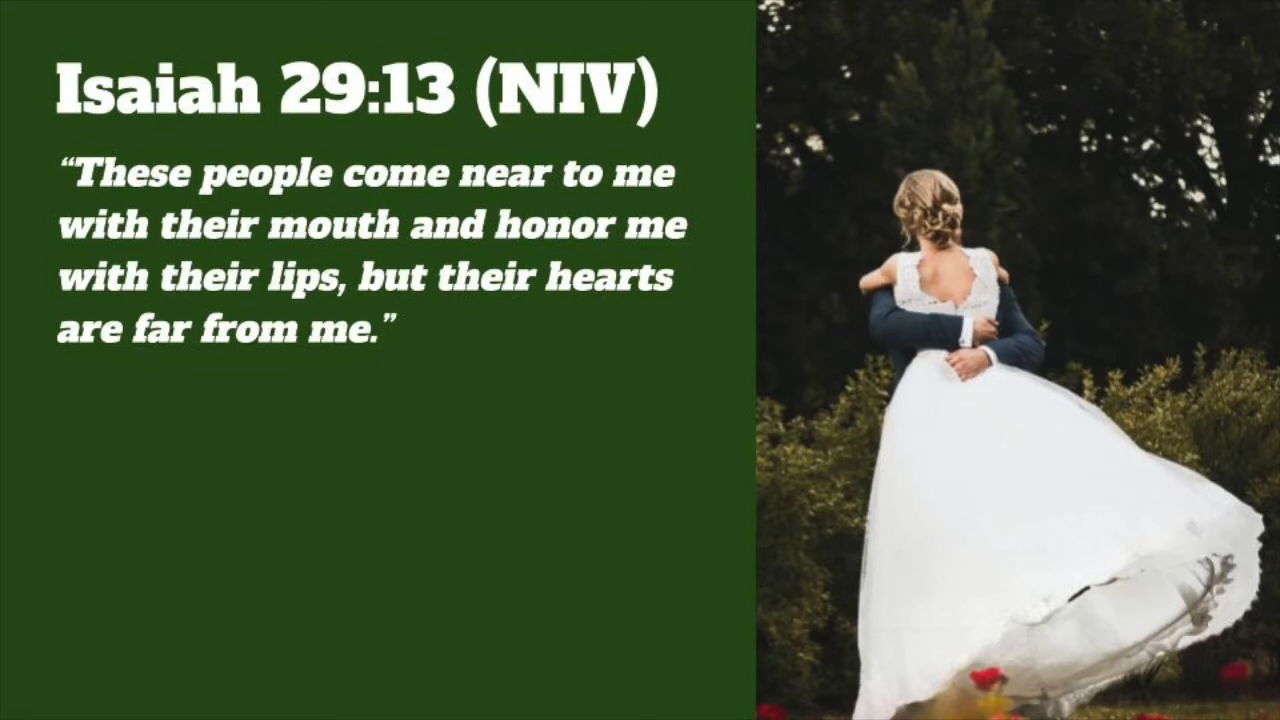 Isaiah 29:13 (NIV)
“These people come near to me
with their mouth and honor me
with their lips, but their hearts
are far from me.”